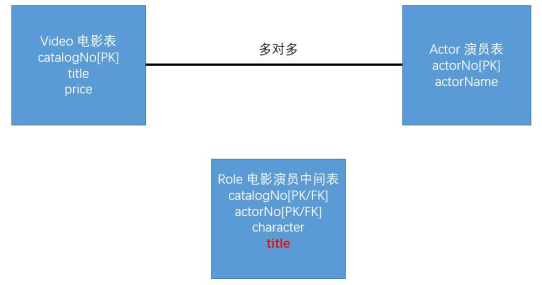 Video 电影表
catalogNo[PK]
title
price
多对多
Actor 演员表
actorNo[PK]
actorName
Role 电影演员中间表
catalogNo[PK/FK]
actorNo[PK/FK]
character
title